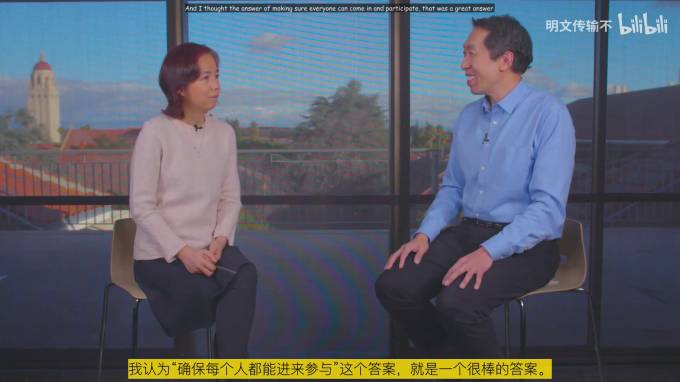 And I thought the answer of making sure everyone can come in and participate, that was a great answer.
明文传输不 bilibili
我认为“确保每个人都能进来参与”这个答案，就是一个很棒的答案。